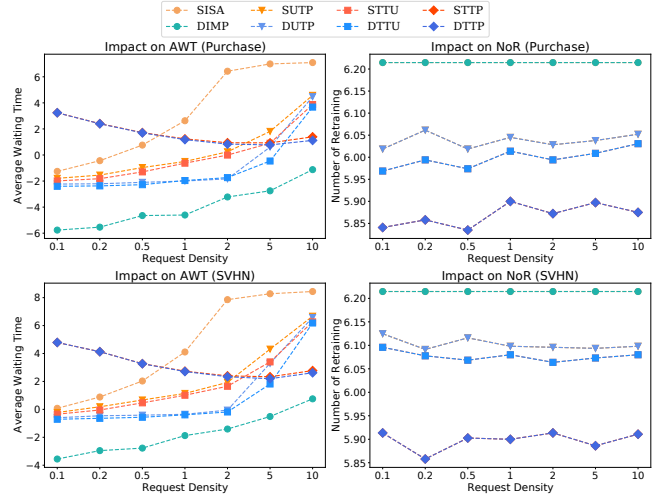 SISA SUTP STTU STTP
DIMP DUTP DTTU DTTP
Impact on AWT (Purchase)
Average Waiting Time
6
4
2
0
−2
−4
−6
0.1 0.2 0.5 1 2 5 10
Request Density
Impact on NoR (Purchase)
Number of Retraining
6.20
6.15
6.10
6.05
6.00
5.95
5.90
5.85
0.1 0.2 0.5 1 2 5 10
Request Density
Impact on AWT (SVHN)
Average Waiting Time
8
6
4
2
0
−2
−4
0.1 0.2 0.5 1 2 5 10
Request Density
Impact on NoR (SVHN)
Number of Retraining
6.20
6.15
6.10
6.05
6.00
5.95
5.90
5.85
0.1 0.2 0.5 1 2 5 10
Request Density